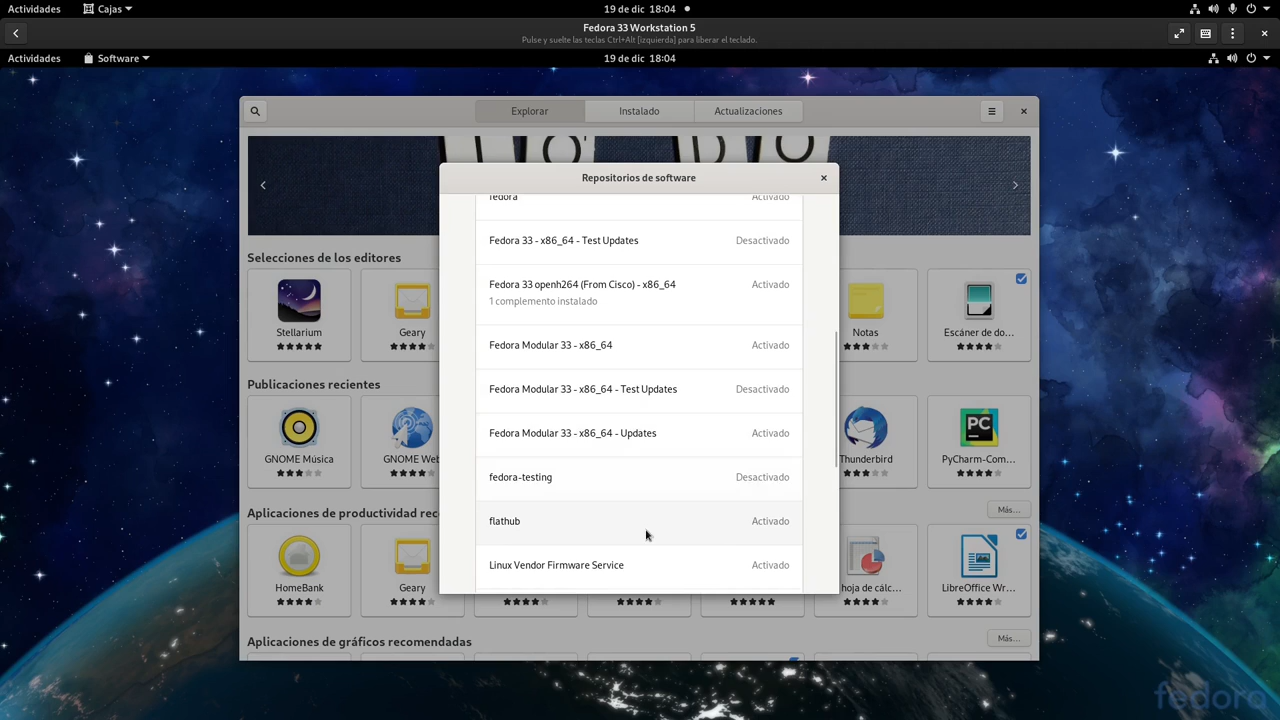 Actividades Cajas 19 de dic 18:04
Fedora 33 Workstation 5
Pulse y suelte las teclas Ctrl+Alt [izquierda] para liberar el teclado.
Actividades Software 19 de dic 18:04
Explorar Instalado Actualizaciones
Repositorios de software
fedora Activado
Fedora 33 - x86_64 - Test Updates Desactivado
Fedora 33 openh264 (From Cisco) - x86_64 Activado
1 complemento instalado
Fedora Modular 33 - x86_64 Activado
Fedora Modular 33 - x86_64 - Test Updates Desactivado
Fedora Modular 33 - x86_64 - Updates Activado
fedora-testing Desactivado
flathub Activado
Linux Vendor Firmware Service Activado
Selecciones de los editores
Stellarium Geary Notas Escáner de do...
Publicaciones recientes
GNOME Música GNOME Web Thunderbird PyCharm-Com...
PC
Aplicaciones de productividad rec Más...
HomeBank Geary hoja de cálc... LibreOffice Wr...
Aplicaciones de gráficos recomendadas Más...
fedora